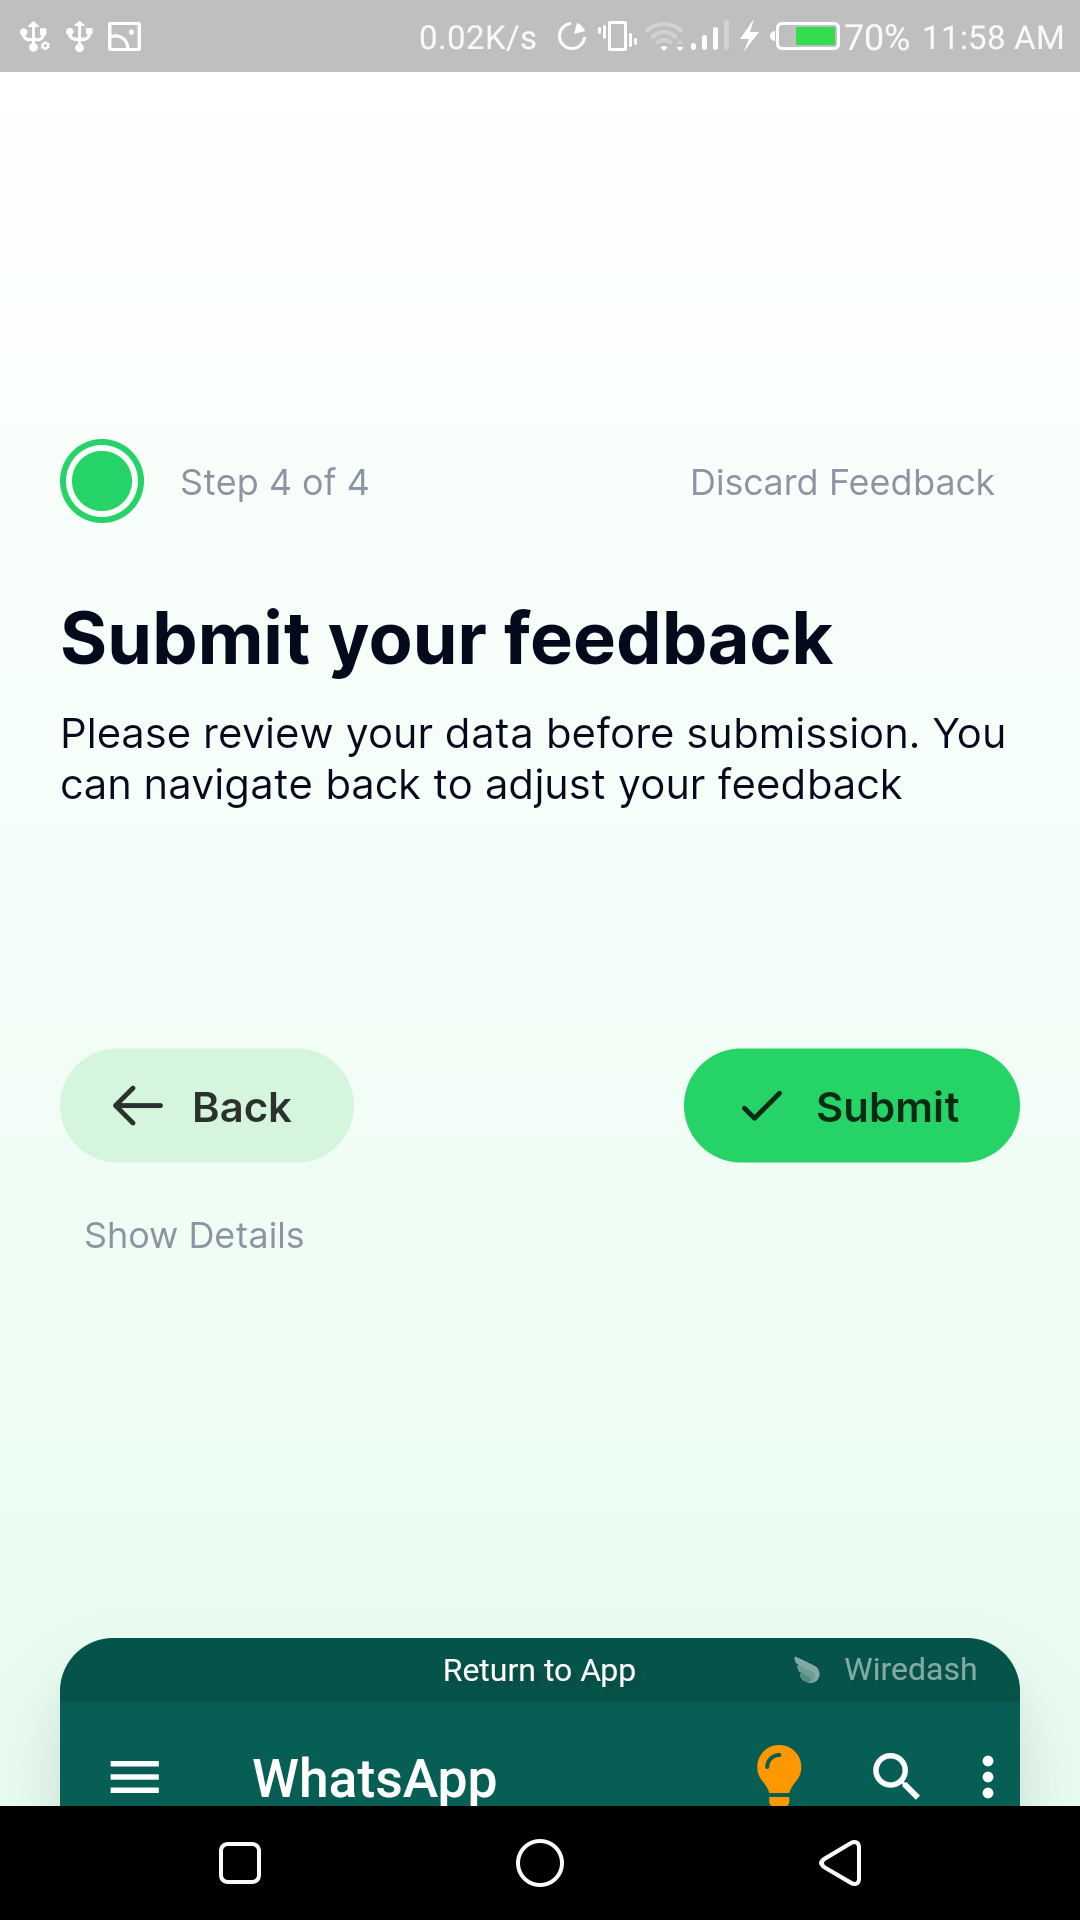 0.02K/s 70% 11:58 AM
Step 4 of 4
Discard Feedback
Submit your feedback
Please review your data before submission. You
can navigate back to adjust your feedback
Back
Submit
Show Details
Return to App
Wiredash
WhatsApp